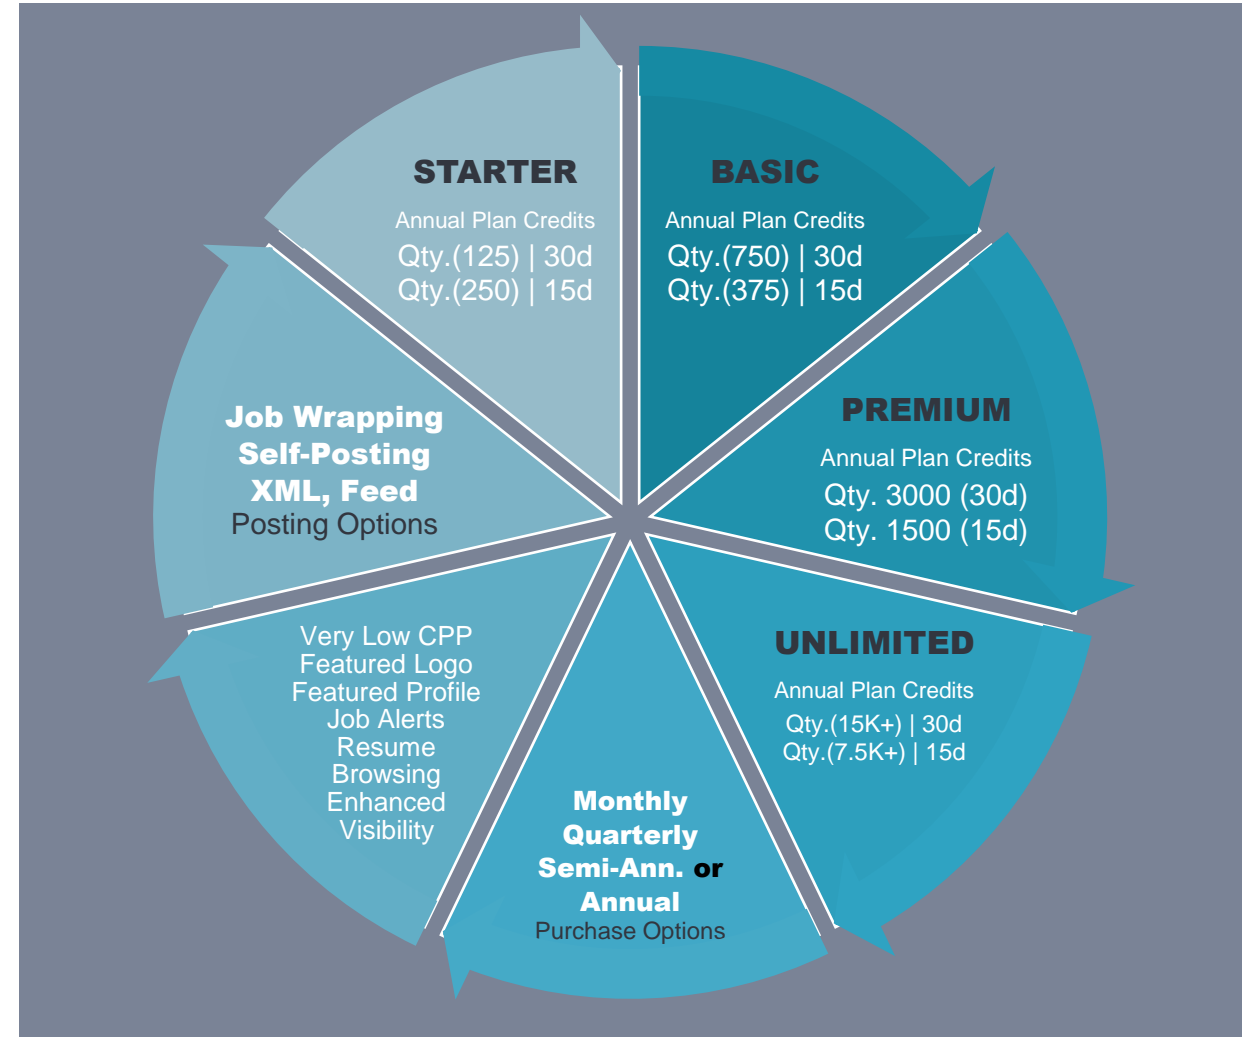 STARTER
Annual Plan Credits
Qty.(125) | 30d
Qty.(250) | 15d
BASIC
Annual Plan Credits
Qty.(750) | 30d
Qty.(375) | 15d
PREMIUM
Annual Plan Credits
Qty. 3000 (30d)
Qty. 1500 (15d)
UNLIMITED
Annual Plan Credits
Qty.(15K+) | 30d
Qty.(7.5K+) | 15d
Monthly
Quarterly
Semi-Ann. or
Annual
Purchase Options
Very Low CPP
Featured Logo
Featured Profile
Job Alerts
Resume
Browsing
Enhanced
Visibility
Job Wrapping
Self-Posting
XML, Feed
Posting Options